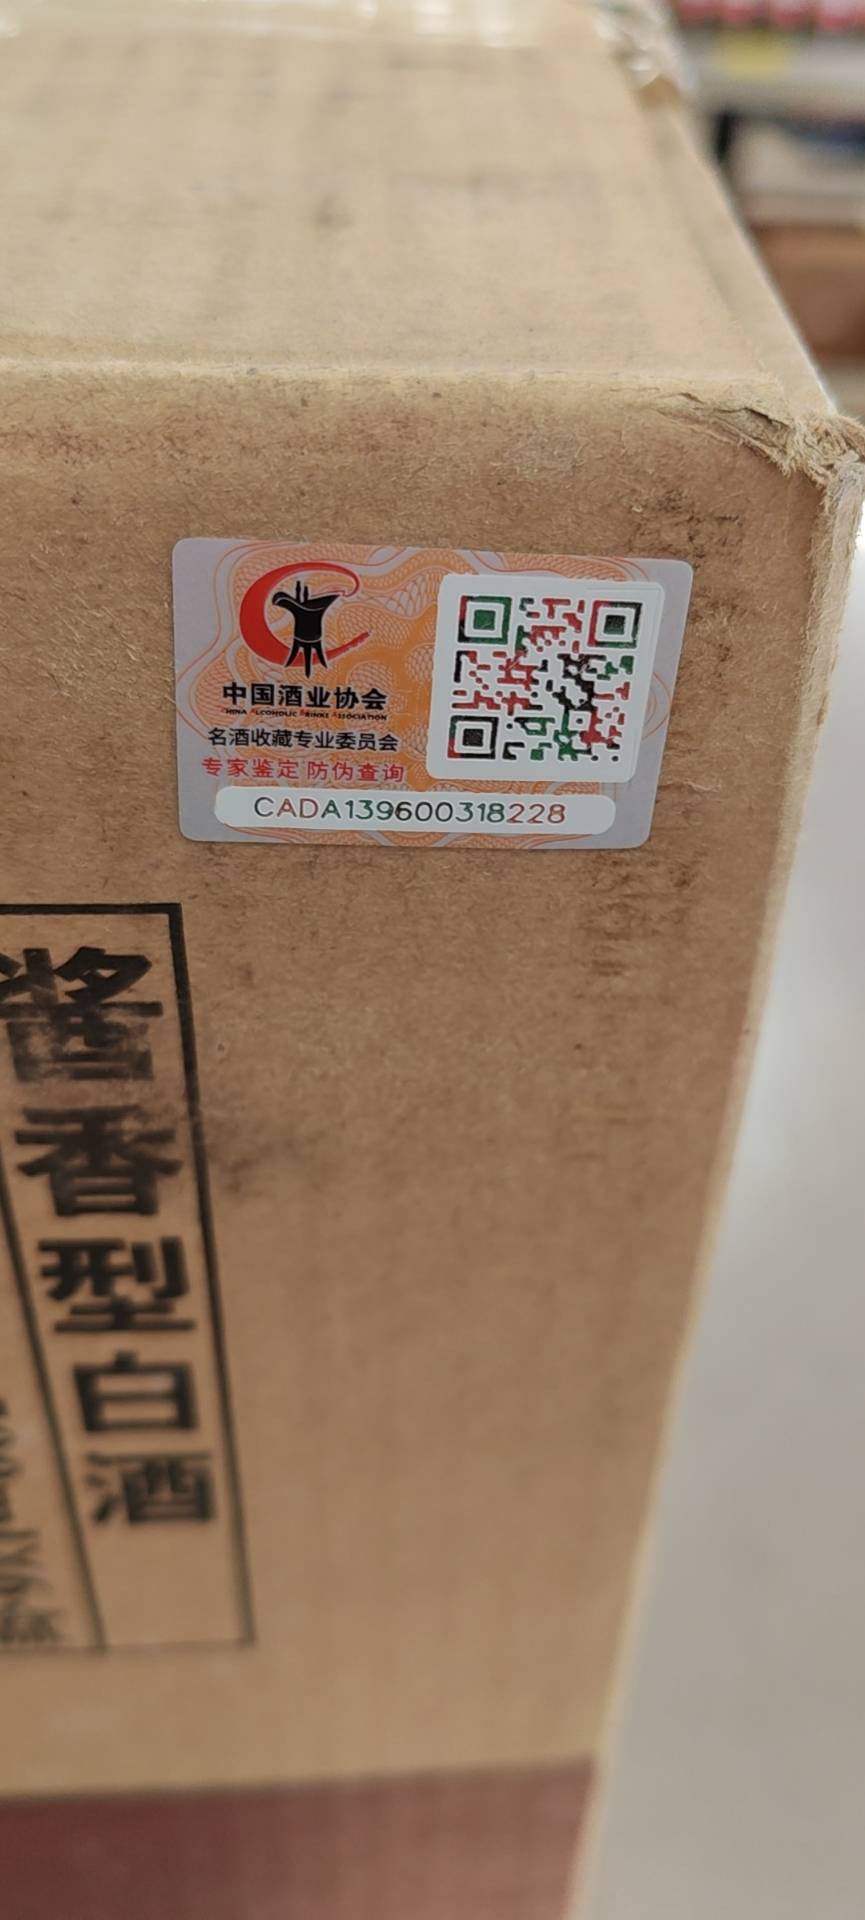 中国酒业协会
CHINA ALCOHOLIC DRINKS ASSOCIATION
名酒收藏专业委员会
专家鉴定 防伪查询
CADA139600318228
酱香型白酒